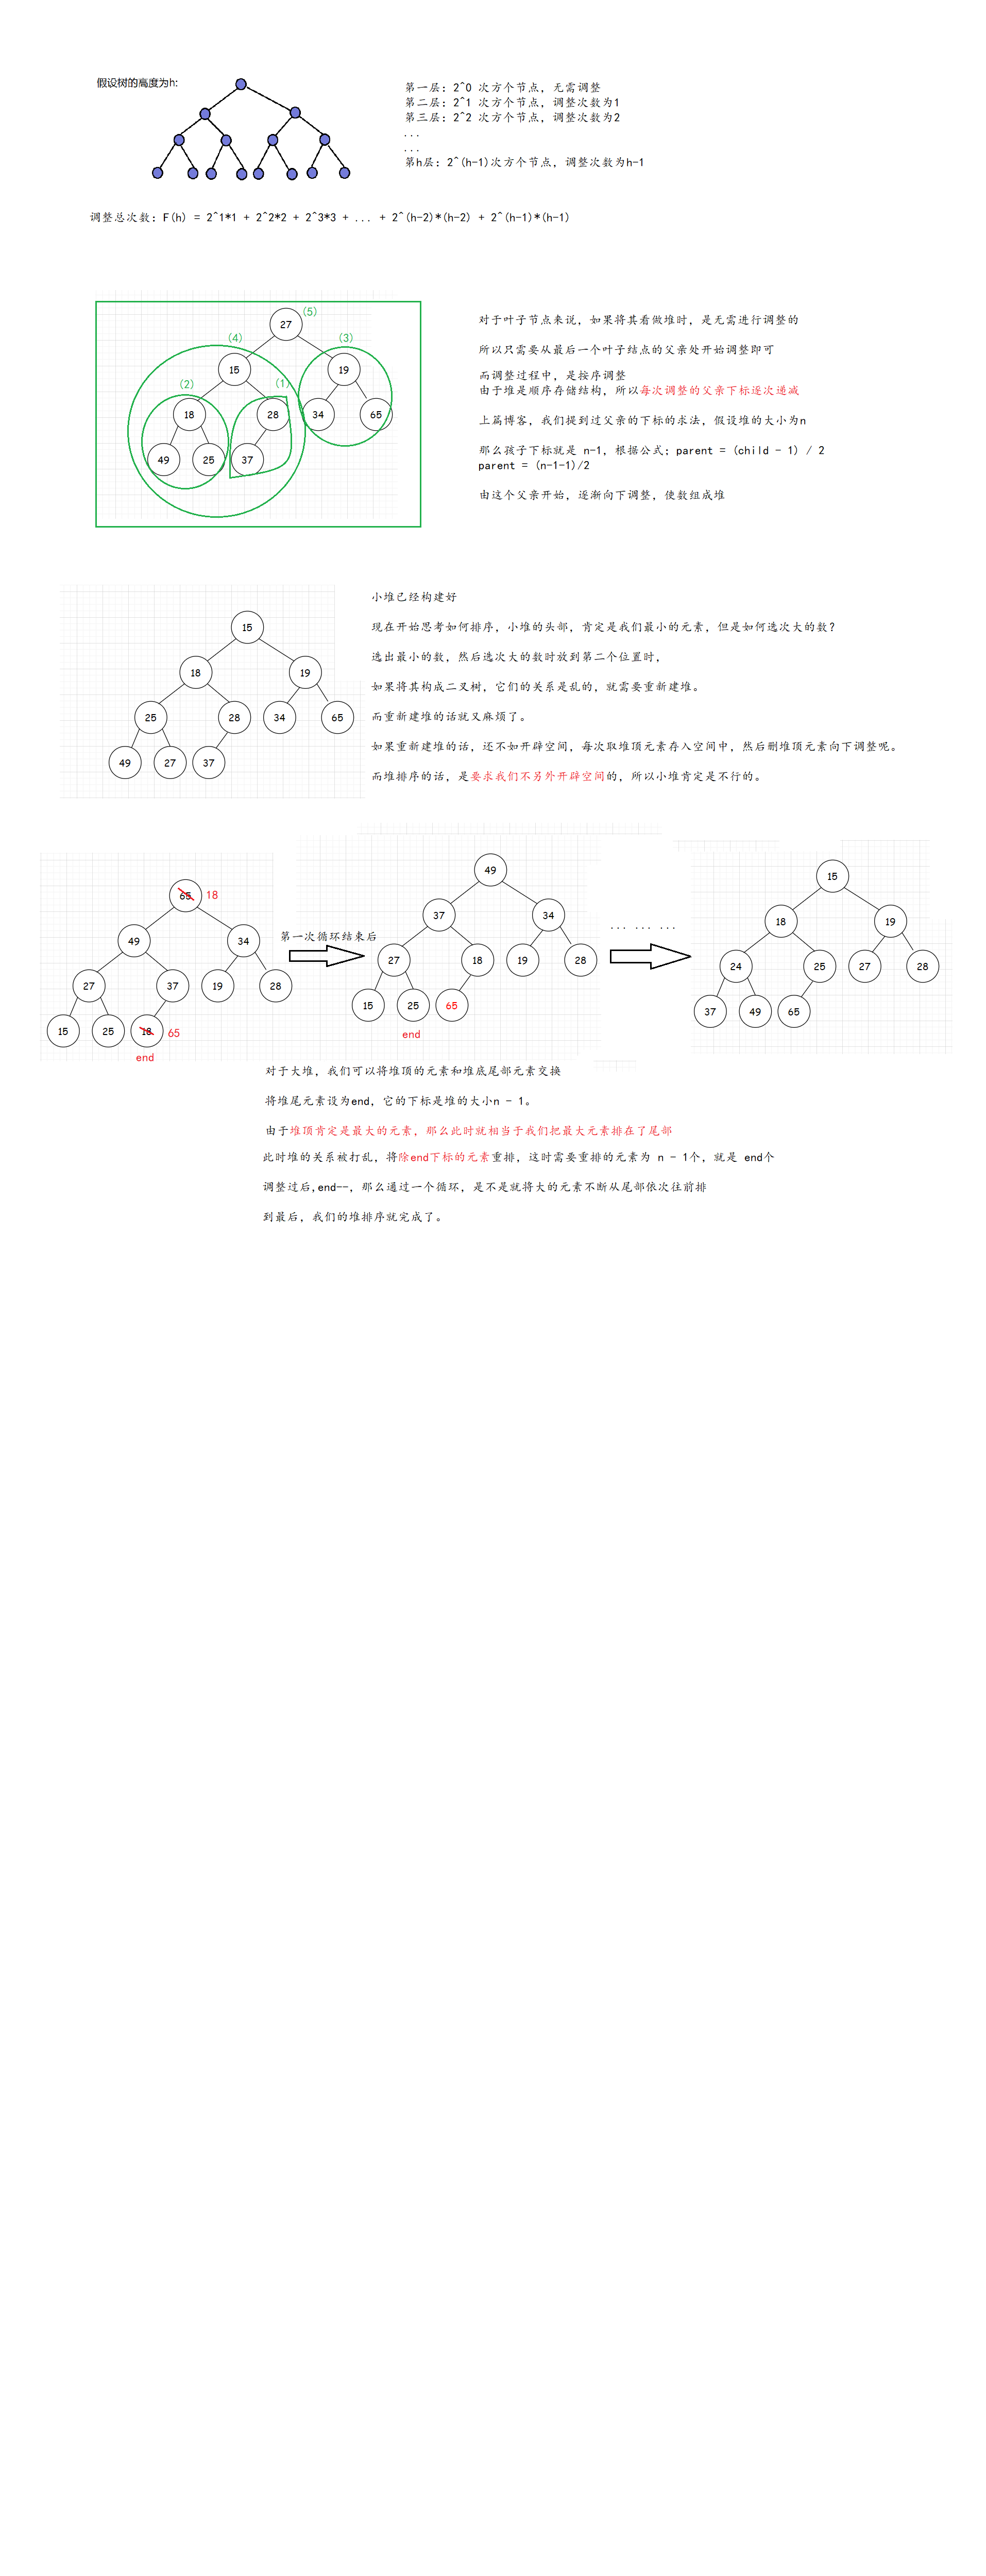 假设树的高度为h:
第一层：2^0 次方个节点，无需调整
第二层：2^1 次方个节点，调整次数为1
第三层：2^2 次方个节点，调整次数为2
...
...
第h层：2^(h-1)次方个节点，调整次数为h-1
调整总次数：F(h) = 2^1*1 + 2^2*2 + 2^3*3 + ... + 2^(h-2)*(h-2) + 2^(h-1)*(h-1)
(5)
27
(4)
(3)
15
19
(2)
(1)
18
28
34
65
49
25
37
对于叶子节点来说，如果将其看做堆时，是无需进行调整的
所以只需要从最后一个叶子结点的父亲处开始调整即可
而调整过程中，是按序调整
由于堆是顺序存储结构，所以每次调整的父亲下标逐次递减
上篇博客，我们提到过父亲的下标的求法，假设堆的大小为n
那么孩子下标就是 n-1，根据公式；parent = (child - 1) / 2
parent = (n-1-1)/2
由这个父亲开始，逐渐向下调整，使数组成堆
15
18
19
25
28
34
65
49
27
37
小堆已经构建好
现在开始思考如何排序，小堆的头部，肯定是我们最小的元素，但是如何选次大的数？
选出最小的数，然后选次大的数时放到第二个位置时，
如果将其构成二叉树，它们的关系是乱的，就需要重新建堆。
而重新建堆的话就又麻烦了。
如果重新建堆的话，还不如开辟空间，每次取堆顶元素存入空间中，然后删堆顶元素向下调整呢。
而堆排序的话，是要求我们不另外开辟空间的，所以小堆肯定是不行的。
65 18
49
34
27
37
19
28
15
25
18 65
end
第一次循环结束后
49
37
34
27
18
19
28
15
25
65
end
... ... ...
15
18
19
24
25
27
28
37
49
65
对于大堆，我们可以将堆顶的元素和堆底尾部元素交换
将堆尾元素设为end，它的下标是堆的大小n - 1。
由于堆顶肯定是最大的元素，那么此时就相当于我们把最大元素排在了尾部
此时堆的关系被打乱，将除end下标的元素重排，这时需要重排的元素为 n - 1个，就是 end个
调整过后,end--，那么通过一个循环，是不是就将大的元素不断从尾部依次往前排
到最后，我们的堆排序就完成了。